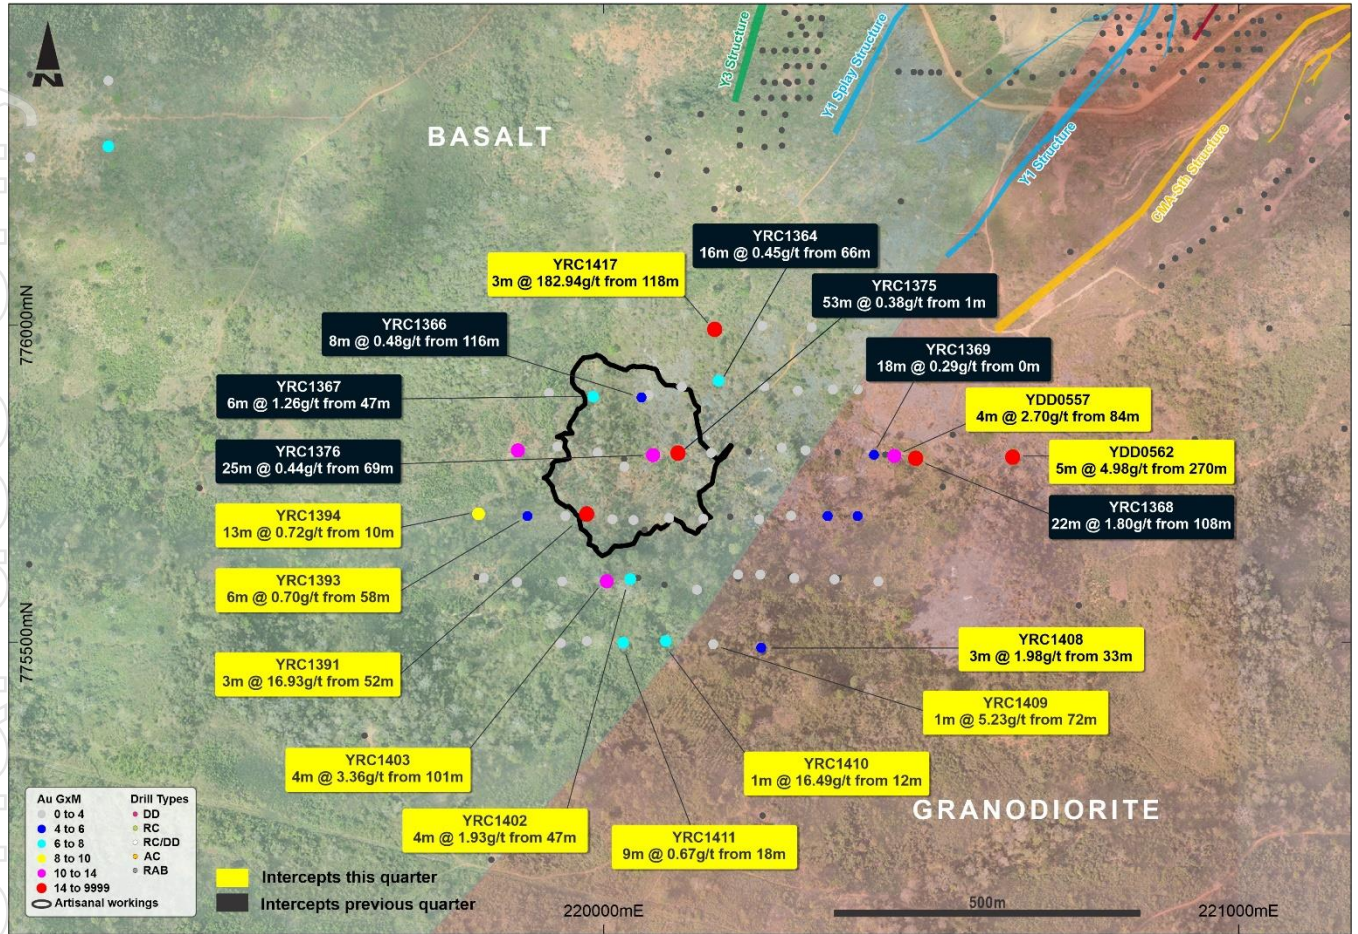 N
Y3 Structure
Y1 Splay Structure
Y1 Structure
CMA-Sth Structure
BASALT
YRC1364
16m @ 0.45g/t from 66m
YRC1417
3m @ 182.94g/t from 118m
YRC1375
53m @ 0.38g/t from 1m
776000mN
YRC1366
8m @ 0.48g/t from 116m
YRC1369
18m @ 0.29g/t from 0m
YRC1367
6m @ 1.26g/t from 47m
YDD0557
4m @ 2.70g/t from 84m
YRC1376
25m @ 0.44g/t from 69m
YDD0562
5m @ 4.98g/t from 270m
YRC1394
13m @ 0.72g/t from 10m
YRC1368
22m @ 1.80g/t from 108m
YRC1393
6m @ 0.70g/t from 58m
775500mN
YRC1391
3m @ 16.93g/t from 52m
YRC1408
3m @ 1.98g/t from 33m
YRC1409
1m @ 5.23g/t from 72m
YRC1403
4m @ 3.36g/t from 101m
YRC1410
1m @ 16.49g/t from 12m
GRANODIORITE
YRC1402
4m @ 1.93g/t from 47m
YRC1411
9m @ 0.67g/t from 18m
Au GxM
0 to 4
4 to 6
6 to 8
8 to 10
10 to 14
14 to 9999
Artisanal workings
Drill Types
DD
RC
RC/DD
AC
RAB
Intercepts this quarter
Intercepts previous quarter
220000mE
500m
221000mE